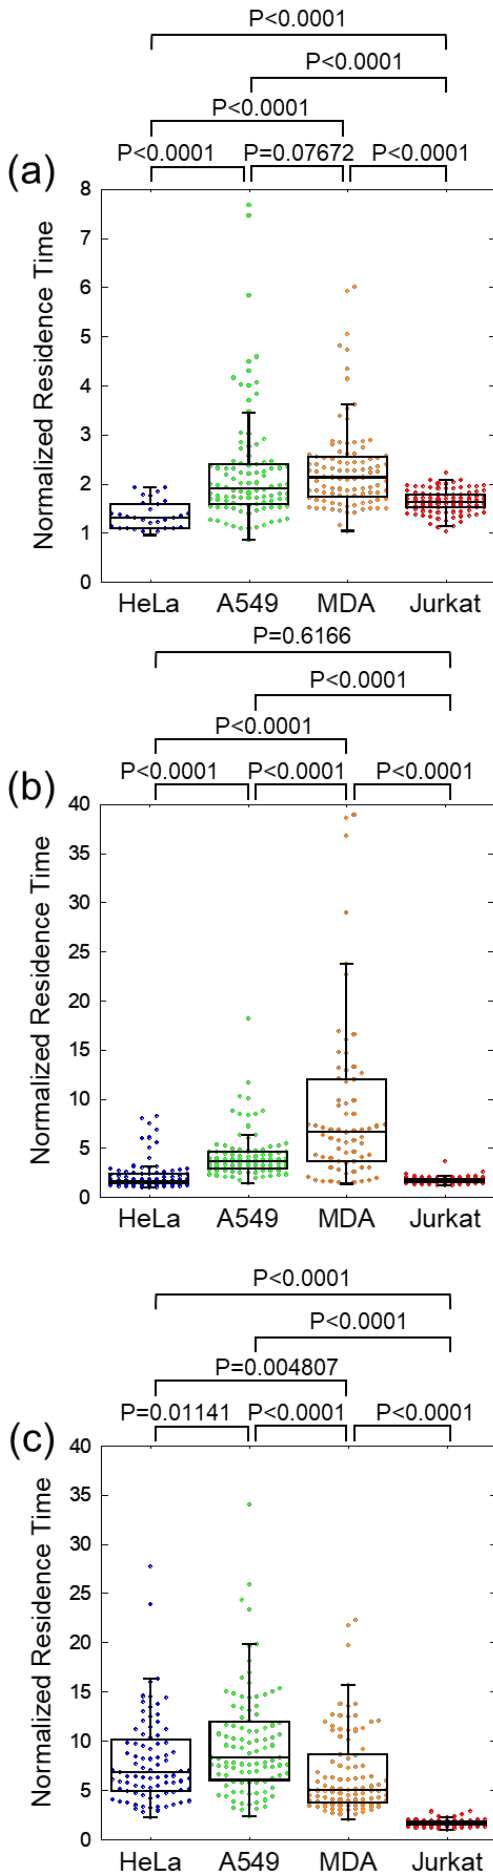 P<0.0001
P<0.0001
P<0.0001
P<0.0001 P=0.07672 P<0.0001
(a)
Normalized Residence Time
8
7
6
5
4
3
2
1
0
HeLa A549 MDA Jurkat
P=0.6166
P<0.0001
P<0.0001
P<0.0001 P<0.0001 P<0.0001
(b)
Normalized Residence Time
40
35
30
25
20
15
10
5
0
HeLa A549 MDA Jurkat
P<0.0001
P<0.0001
P=0.004807
P=0.01141 P<0.0001 P<0.0001
(c)
Normalized Residence Time
40
35
30
25
20
15
10
5
0
HeLa A549 MDA Jurkat